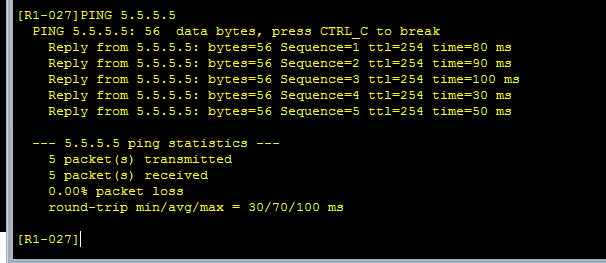 [R1-027]PING 5.5.5.5
PING 5.5.5.5: 56 data bytes, press CTRL_C to break
Reply from 5.5.5.5: bytes=56 Sequence=1 ttl=254 time=80 ms
Reply from 5.5.5.5: bytes=56 Sequence=2 ttl=254 time=90 ms
Reply from 5.5.5.5: bytes=56 Sequence=3 ttl=254 time=100 ms
Reply from 5.5.5.5: bytes=56 Sequence=4 ttl=254 time=30 ms
Reply from 5.5.5.5: bytes=56 Sequence=5 ttl=254 time=50 ms
--- 5.5.5.5 ping statistics ---
5 packet(s) transmitted
5 packet(s) received
0.00% packet loss
round-trip min/avg/max = 30/70/100 ms
[R1-027]